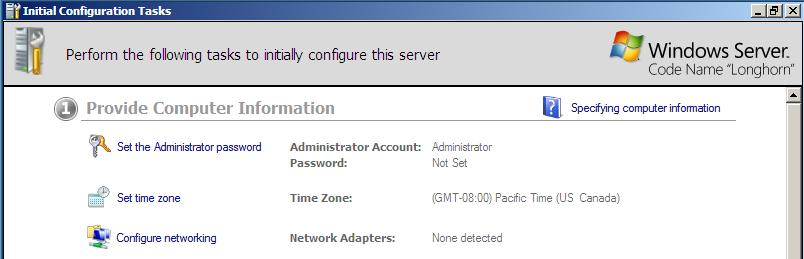 Initial Configuration Tasks
Perform the following tasks to initially configure this server
Windows Server.
Code Name "Longhorn"
1 Provide Computer Information
Specifying computer information
Set the Administrator password
Administrator Account: Administrator
Password: Not Set
Set time zone
Time Zone: (GMT-08:00) Pacific Time (US Canada)
Configure networking
Network Adapters: None detected